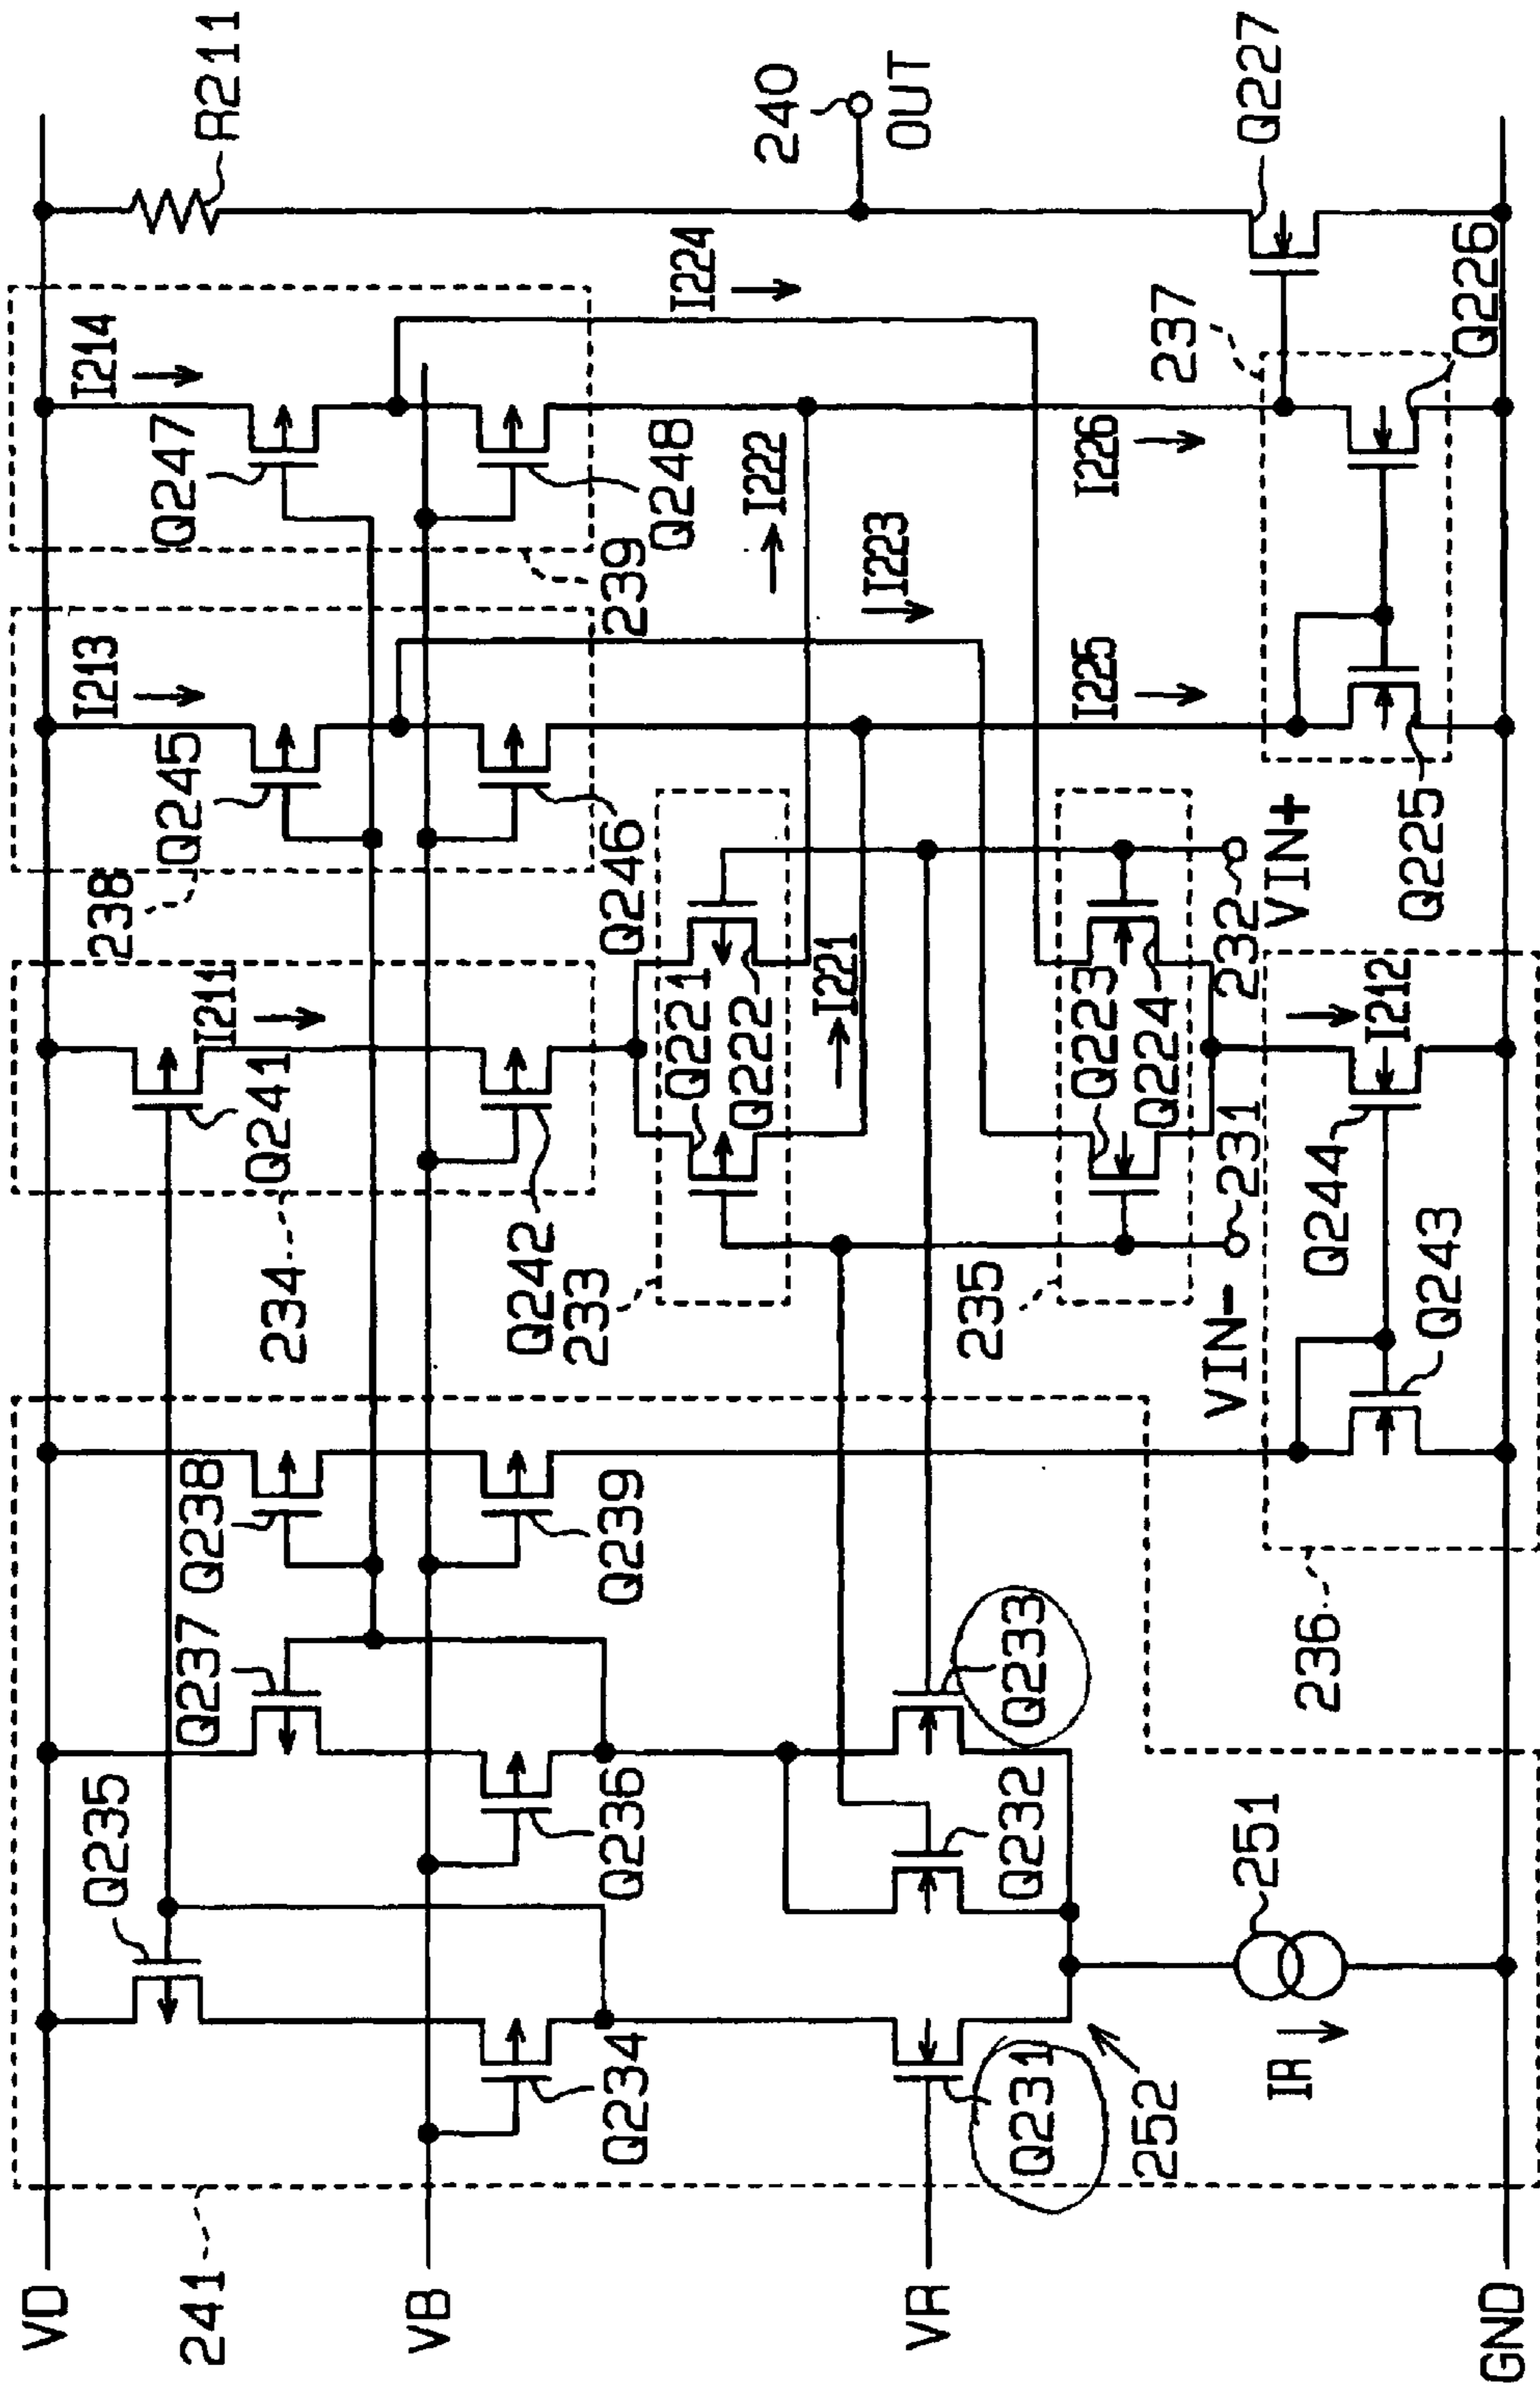 VD
Q235
238
I213
I214
241
Q237
Q238
I211
Q245
Q247
R211
234
Q241
VB
Q234
Q236
Q239
Q242
233
Q246
239
Q248
Q221
Q222
I222
I224
I221
240
OUT
I223
VR
Q231
Q233
Q232
235
Q223
Q224
I225
I226
252
251
VIN-
231
232
VIN+
237
Q227
IR
236
Q244
Q243
I212
Q225
Q226
GND